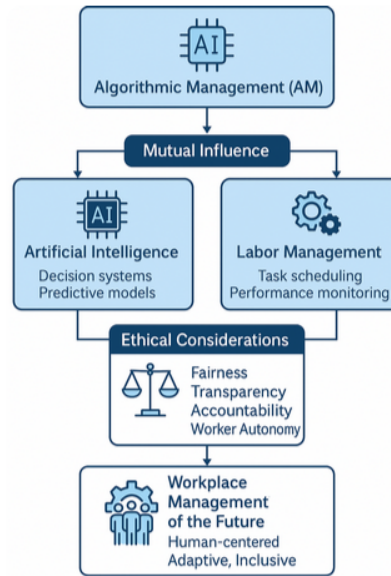 AI
Algorithmic Management (AM)
Mutual Influence
AI
Artificial Intelligence
Decision systems
Predictive models
Labor Management
Task scheduling
Performance monitoring
Ethical Considerations
Fairness
Transparency
Accountability
Worker Autonomy
Workplace
Management
of the Future
Human-centered
Adaptive, Inclusive